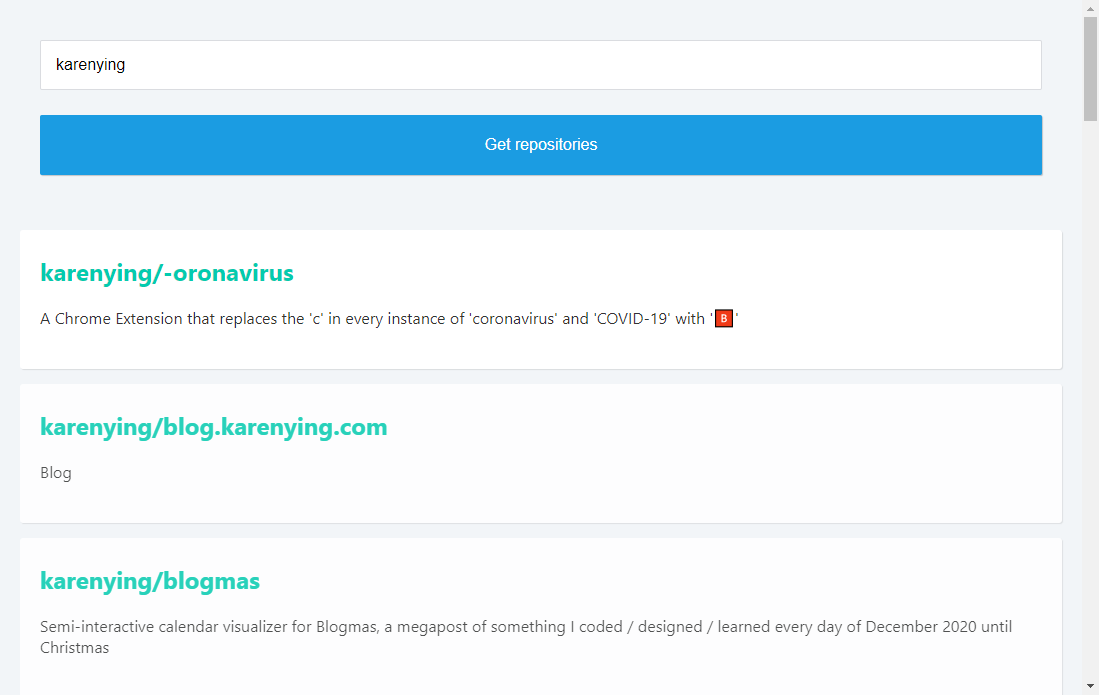 karenying
Get repositories
karenying/-oronavirus
A Chrome Extension that replaces the 'c' in every instance of 'coronavirus' and 'COVID-19' with '🅱'
karenying/blog.karenying.com
Blog
karenying/blogmas
Semi-interactive calendar visualizer for Blogmas, a megapost of something I coded / designed / learned every day of December 2020 until
Christmas